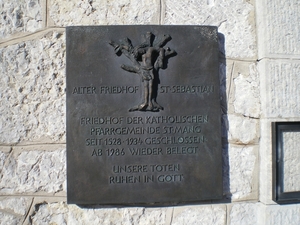 ALTER FRIEDHOF ST·SEBASTIAN
FRIEDHOF DER KATHOLISCHEN
PFARRGEMEINDE ST·MANG
SEIT 1528 · 1934 GESCHLOSSEN
AB 1986 WIEDER BELEGT
UNSERE TOTEN
RUHEN IN GOTT